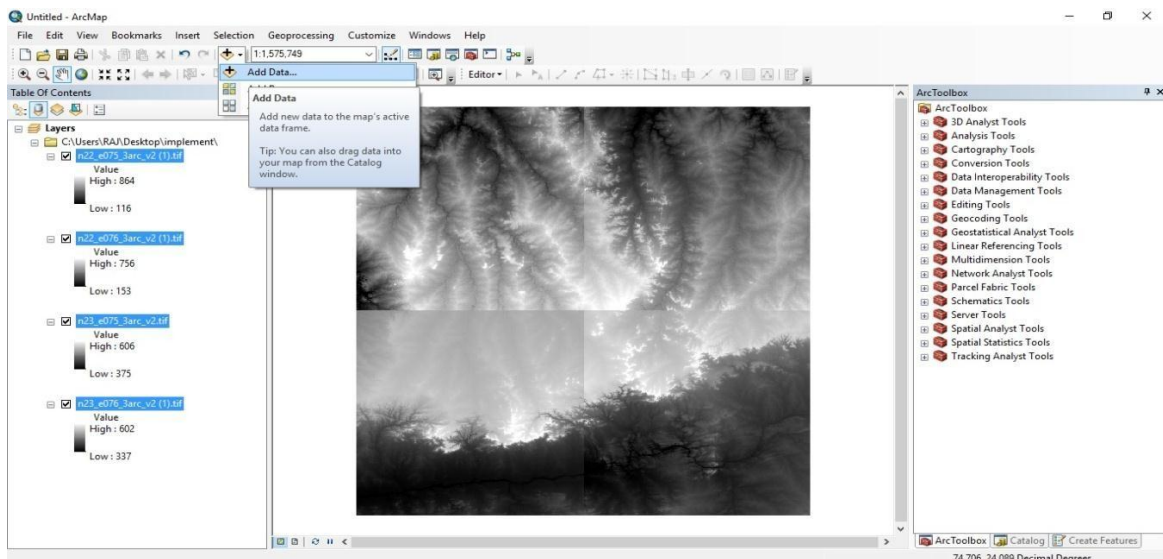 Untitled - ArcMap
File Edit View Bookmarks Insert Selection Geoprocessing Customize Windows Help
1:1,575,749
Add Data...
Editor
Table Of Contents
Add Data
Add new data to the map's active
data frame.
Tip: You can also drag data into
your map from the Catalog
window.
Layers
C:\Users\RAJ\Desktop\implement\
n22_e075_3arc_v2 (1).tif
Value
High : 864
Low : 116
n22_e076_3arc_v2 (1).tif
Value
High : 756
Low : 153
n23_e075_3arc_v2.tif
Value
High : 606
Low : 375
n23_e076_3arc_v2 (1).tif
Value
High : 602
Low : 337
ArcToolbox
ArcToolbox
3D Analyst Tools
Analysis Tools
Cartography Tools
Conversion Tools
Data Interoperability Tools
Data Management Tools
Editing Tools
Geocoding Tools
Geostatistical Analyst Tools
Linear Referencing Tools
Multidimension Tools
Network Analyst Tools
Parcel Fabric Tools
Schematics Tools
Server Tools
Spatial Analyst Tools
Spatial Statistics Tools
Tracking Analyst Tools
ArcToolbox Catalog Create Features
74.706 24.089 Decimal Degrees